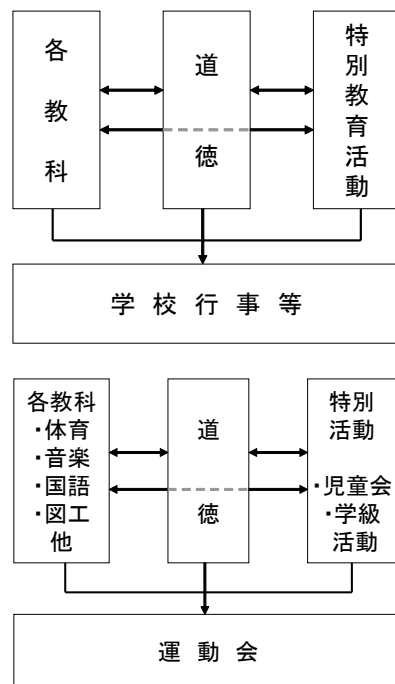 各教科
道徳
特別教育活動
学校行事等
各教科
・体育
・音楽
・国語
・図工
他
道徳
特別
活動
・児童会
・学級
活動
運動会